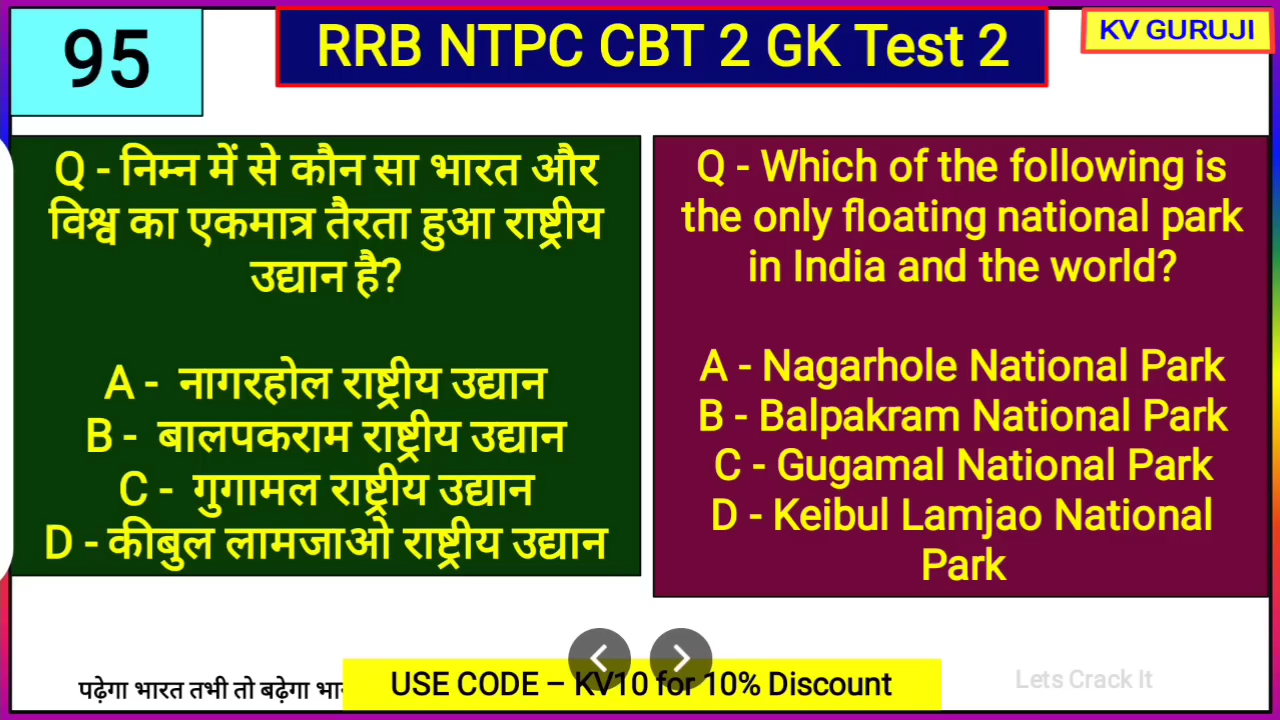 95
RRB NTPC CBT 2 GK Test 2
KV GURUJI
Q - निम्न में से कौन सा भारत और
विश्व का एकमात्र तैरता हुआ राष्ट्रीय
उद्यान है?
A - नागरहोल राष्ट्रीय उद्यान
B - बालपकराम राष्ट्रीय उद्यान
C - गुगामल राष्ट्रीय उद्यान
D - कीबुल लामजाओ राष्ट्रीय उद्यान
Q - Which of the following is
the only floating national park
in India and the world?
A - Nagarhole National Park
B - Balpakram National Park
C - Gugamal National Park
D - Keibul Lamjao National
Park
पढ़ेगा भारत तभी तो बढ़ेगा
USE CODE – KV10 for 10% Discount
Lets Crack It